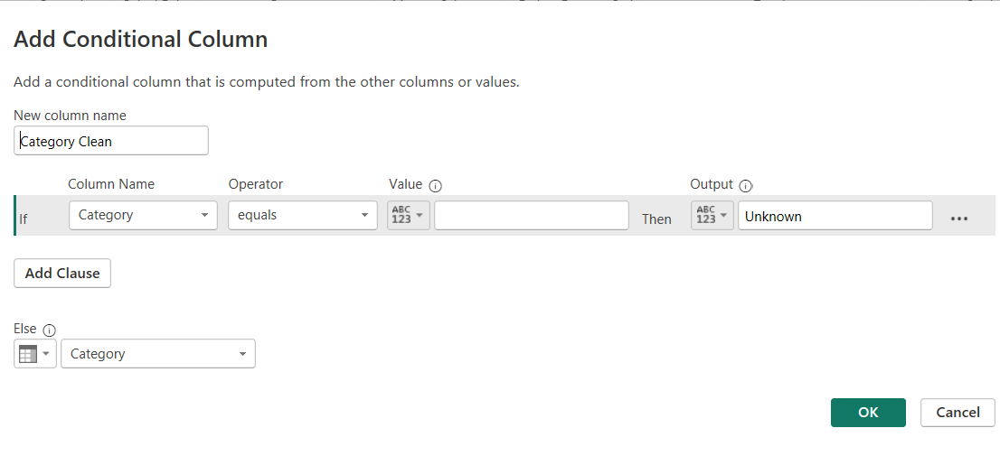 Add Conditional Column
Add a conditional column that is computed from the other columns or values.
New column name
Category Clean
Column Name Operator Value Output
If Category equals ABC 123 Then ABC 123 Unknown ...
Add Clause
Else
Category
OK Cancel